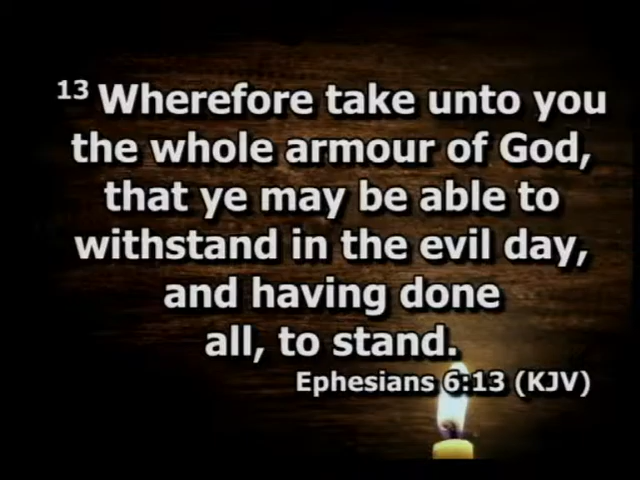 13 Wherefore take unto you
the whole armour of God,
that ye may be able to
withstand in the evil day,
and having done
all, to stand.
Ephesians 6:13 (KJV)